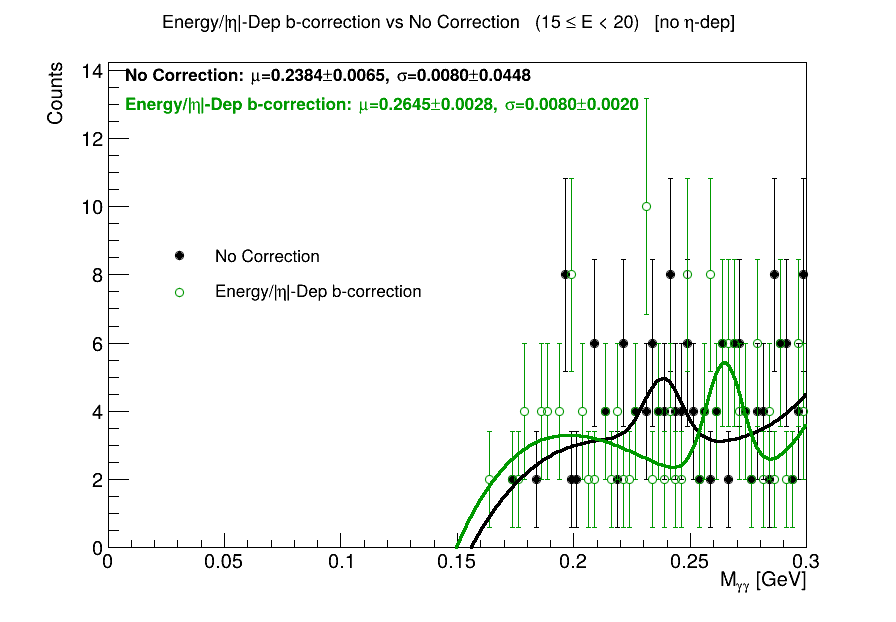 Energy/|η|-Dep b-correction vs No Correction (15 ≤ E < 20) [no η-dep]
Counts
No Correction: μ=0.2384±0.0065, σ=0.0080±0.0448
Energy/|η|-Dep b-correction: μ=0.2645±0.0028, σ=0.0080±0.0020
14
12
10
8
6
4
2
0
No Correction
Energy/|η|-Dep b-correction
0 0.05 0.1 0.15 0.2 0.25 0.3
Mγγ [GeV]